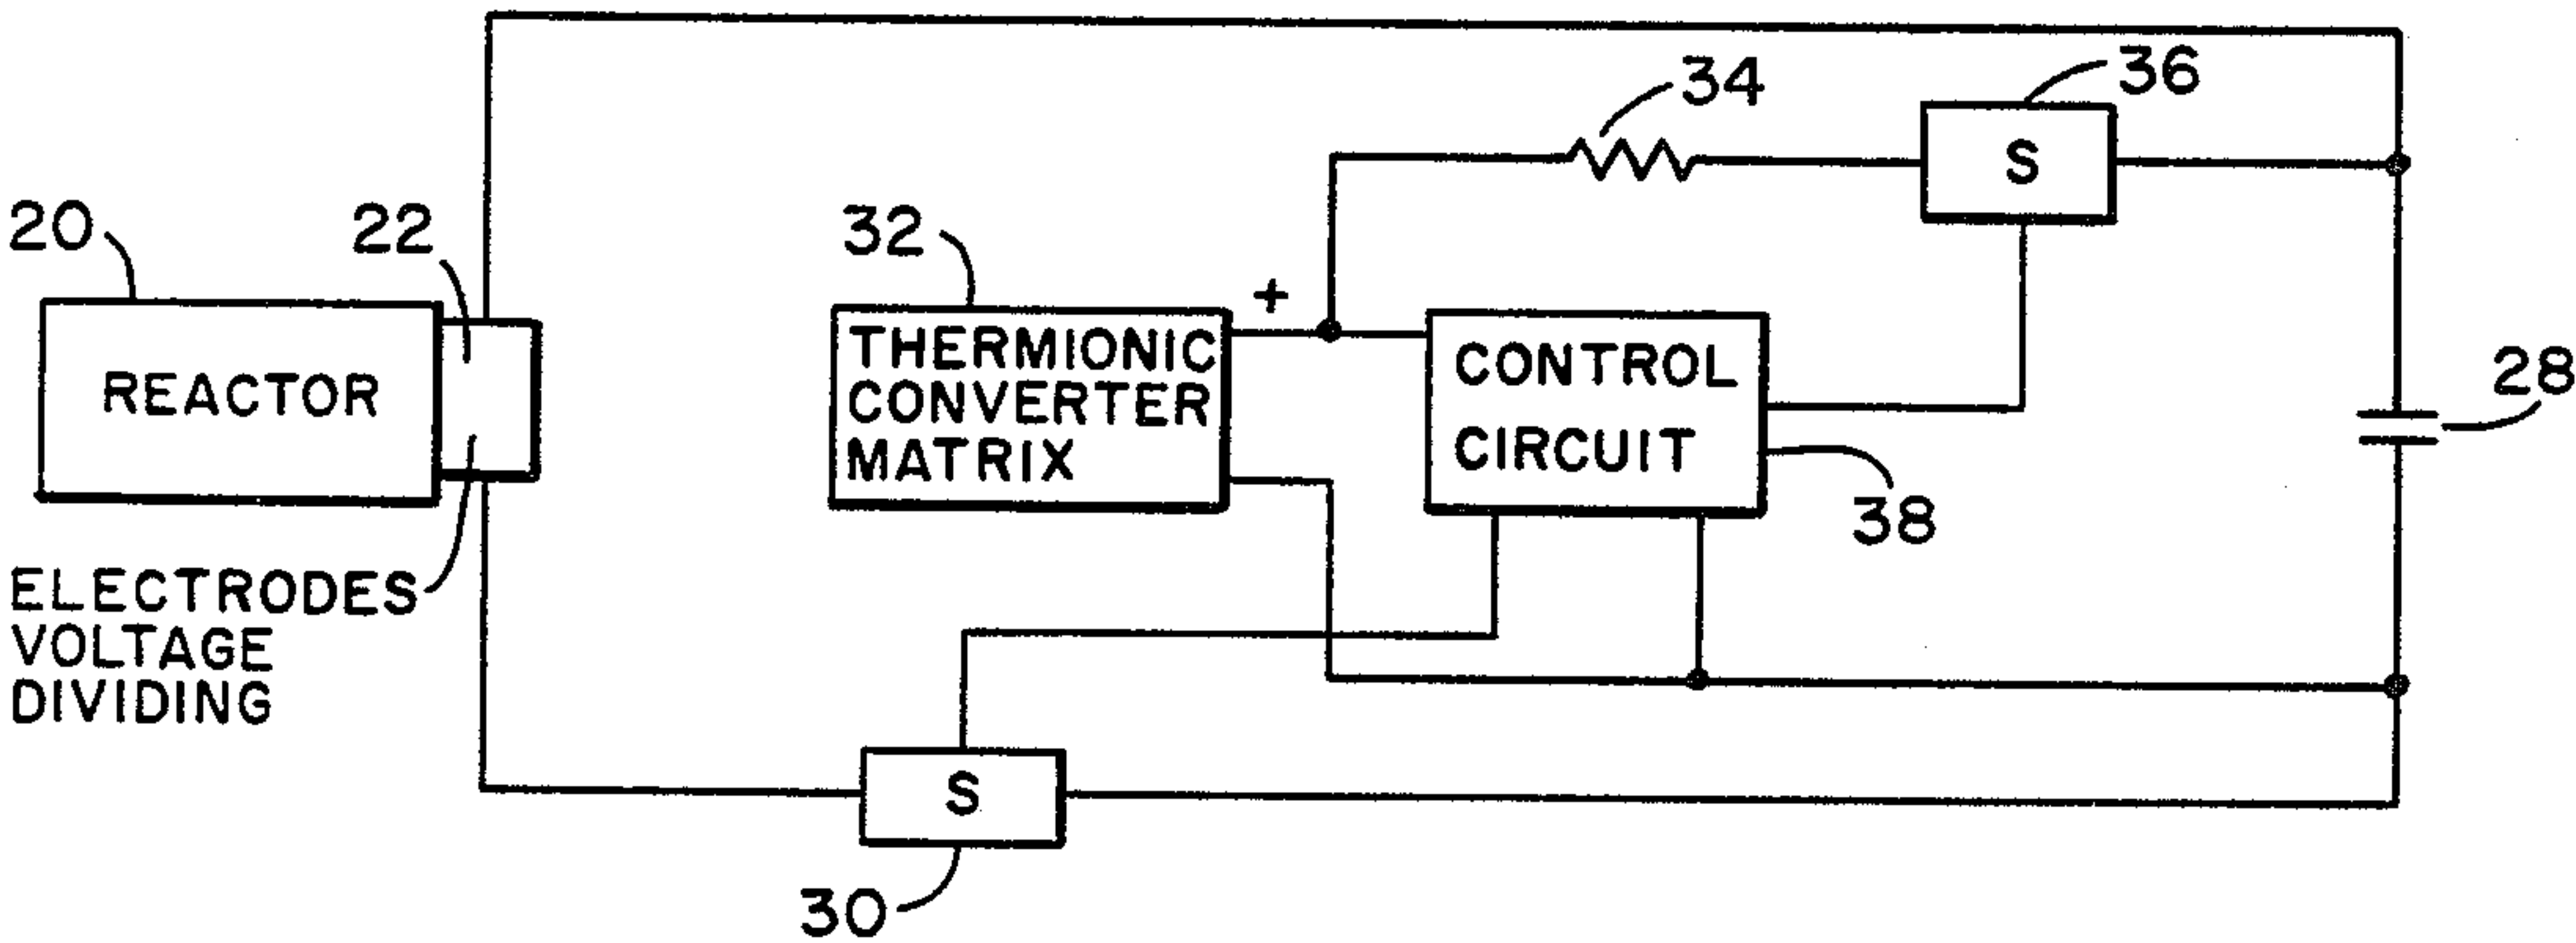 34
36
S
20
22
32
+
REACTOR
THERMIONIC
CONVERTER
MATRIX
CONTROL
CIRCUIT
28
38
ELECTRODES
VOLTAGE
DIVIDING
S
30